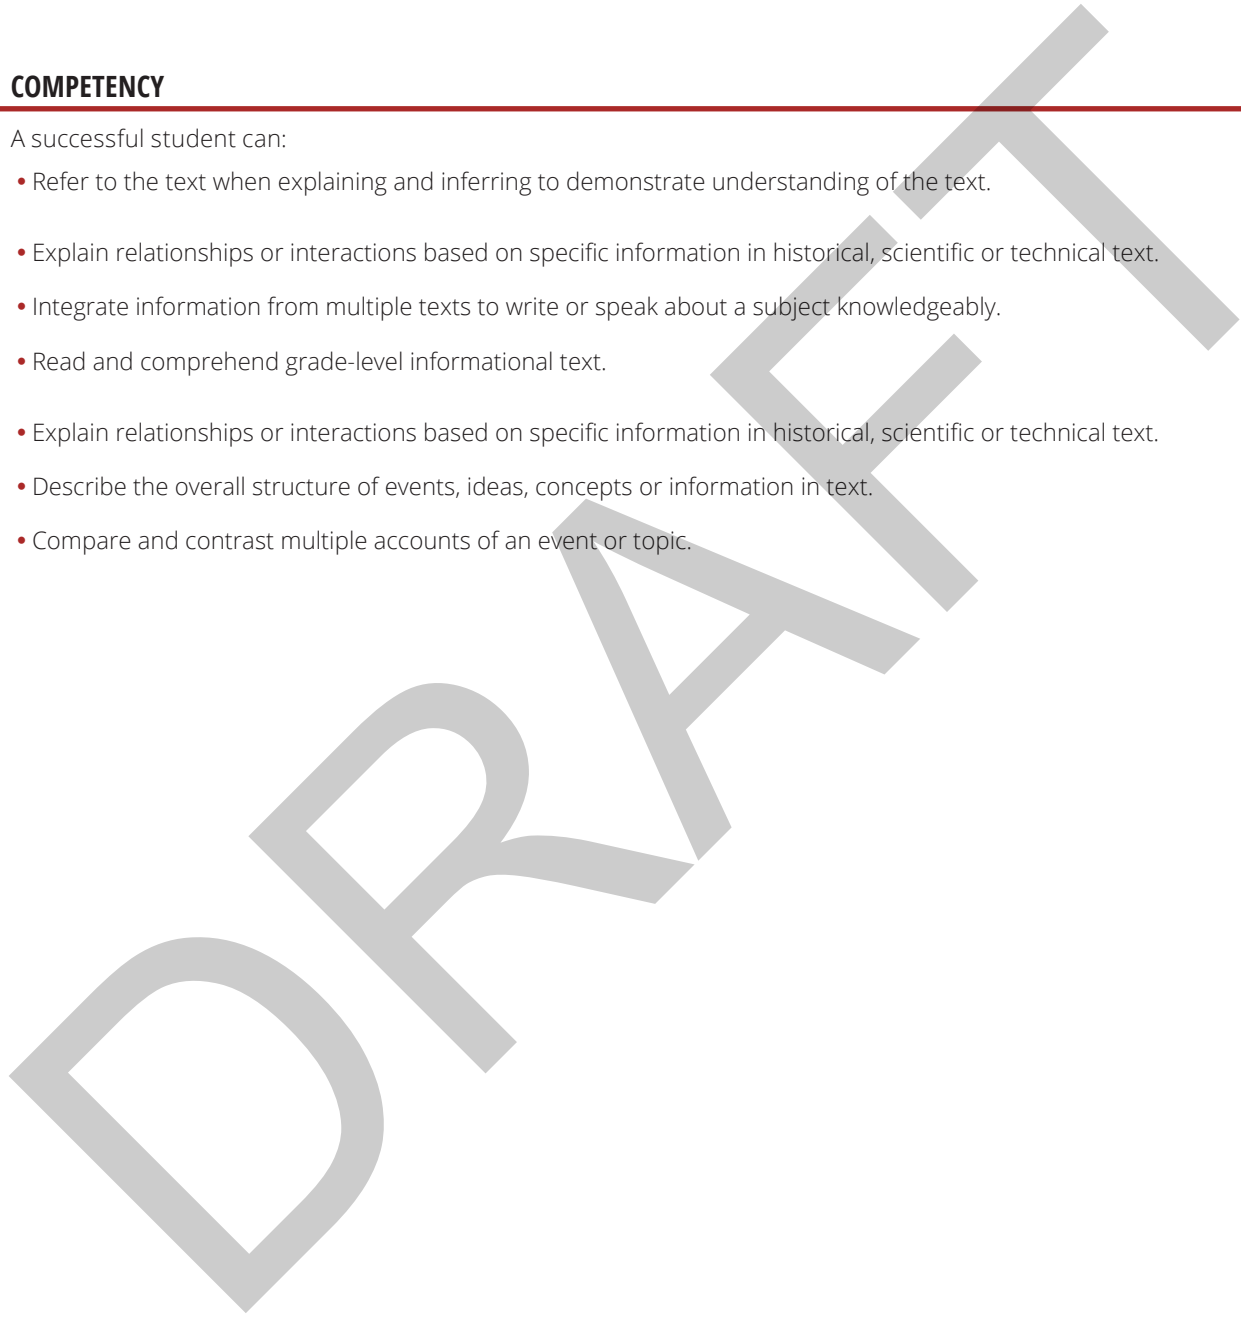 COMPETENCY
A successful student can:
• Refer to the text when explaining and inferring to demonstrate understanding of the text.
• Explain relationships or interactions based on specific information in historical, scientific or technical text.
• Integrate information from multiple texts to write or speak about a subject knowledgeably.
• Read and comprehend grade-level informational text.
• Explain relationships or interactions based on specific information in historical, scientific or technical text.
• Describe the overall structure of events, ideas, concepts or information in text.
• Compare and contrast multiple accounts of an event or topic.
DRAFT